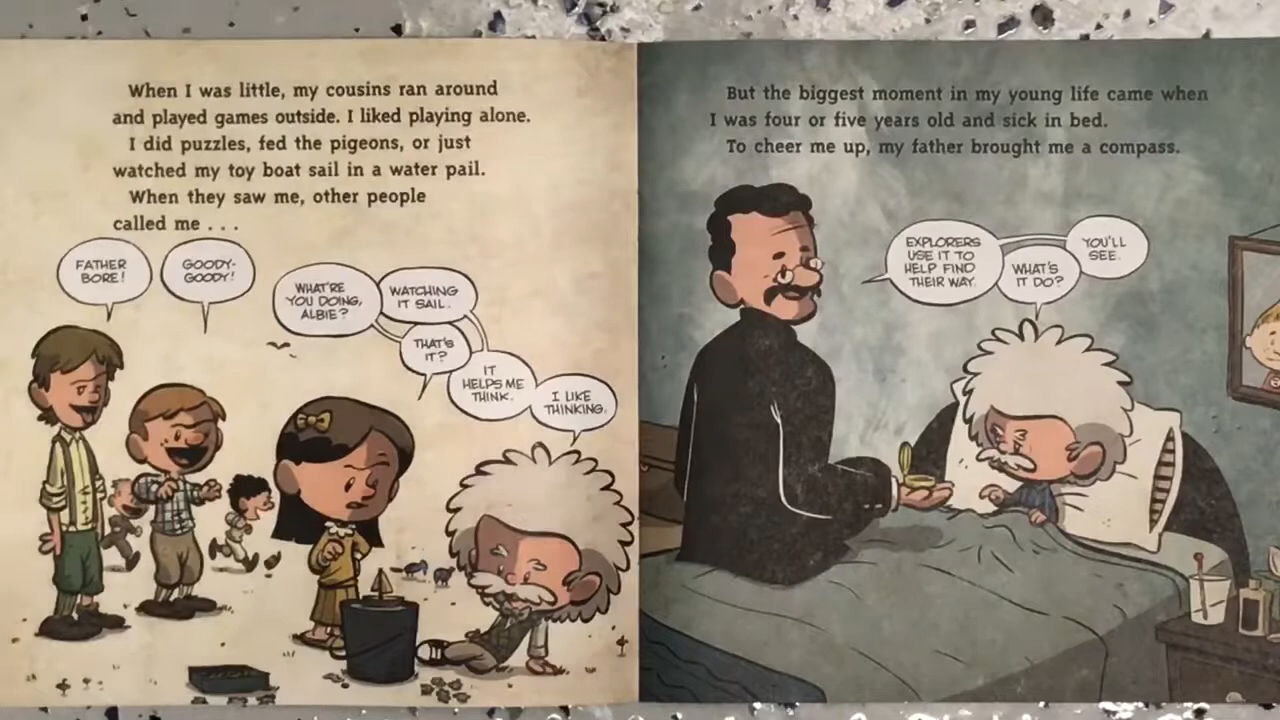 When I was little, my cousins ran around
and played games outside. I liked playing alone.
I did puzzles, fed the pigeons, or just
watched my toy boat sail in a water pail.
When they saw me, other people
called me . . .
FATHER
BORE!
GOODY-
GOODY!
WHAT'RE
YOU DOING,
ALBIE?
WATCHING
IT SAIL.
THAT'S
IT?
IT
HELPS ME
THINK.
I LIKE
THINKING.
But the biggest moment in my young life came when
I was four or five years old and sick in bed.
To cheer me up, my father brought me a compass.
EXPLORERS
USE IT TO
HELP FIND
THEIR WAY.
WHAT'S
IT DO?
YOU'LL
SEE.